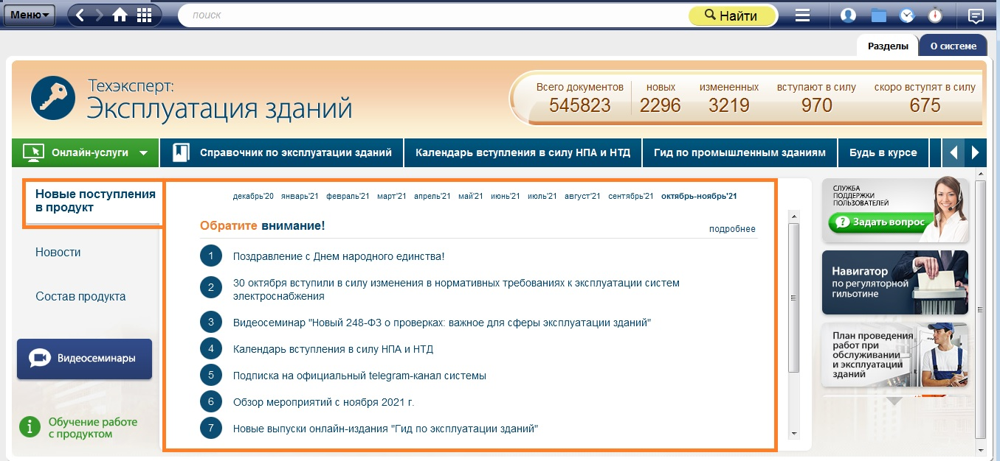 Меню
поиск
Найти
Разделы
О системе
Техэксперт:
Эксплуатация зданий
Всего документов
545823
новых
2296
измененных
3219
вступают в силу
970
скоро вступят в силу
675
Онлайн-услуги
Справочник по эксплуатации зданий
Календарь вступления в силу НПА и НТД
Гид по промышленным зданиям
Будь в курсе
Новые поступления
в продукт
Новости
Состав продукта
Видеосеминары
Обучение работе
с продуктом
декабрь'20 январь'21 февраль'21 март'21 апрель'21 май'21 июнь'21 июль'21 август'21 сентябрь'21 октябрь-ноябрь'21
Обратите внимание!
подробнее
1 Поздравление с Днем народного единства!
2 30 октября вступили в силу изменения в нормативных требованиях к эксплуатации систем
электроснабжения
3 Видеосеминар "Новый 248-ФЗ о проверках: важное для сферы эксплуатации зданий"
4 Календарь вступления в силу НПА и НТД
5 Подписка на официальный telegram-канал системы
6 Обзор мероприятий с ноября 2021 г.
7 Новые выпуски онлайн-издания "Гид по эксплуатации зданий"
СЛУЖБА
ПОДДЕРЖКИ
ПОЛЬЗОВАТЕЛЕЙ
Задать вопрос
Навигатор
по регуляторной
гильотине
План проведения
работ при
обслуживании
и эксплуатации
зданий